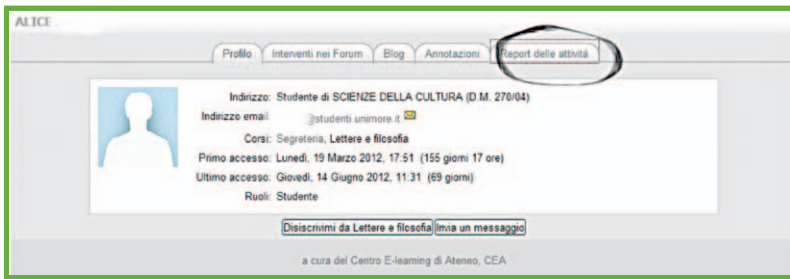 ALICE
Profilo Interventi nei Forum Blog Annotazioni Report delle attività
Indirizzo: Studente di SCIENZE DELLA CULTURA (D.M. 270/04)
Indirizzo email: @studenti.unimore.it
Corsi: Segreteria, Lettere e filosofia
Primo accesso: Lunedì, 19 Marzo 2012, 17:51 (155 giorni 17 ore)
Ultimo accesso: Giovedì, 14 Giugno 2012, 11:31 (69 giorni)
Ruoli: Studente
Disiscrivimi da Lettere e filosofia Invia un messaggio
a cura del Centro E-learning di Ateneo, CEA